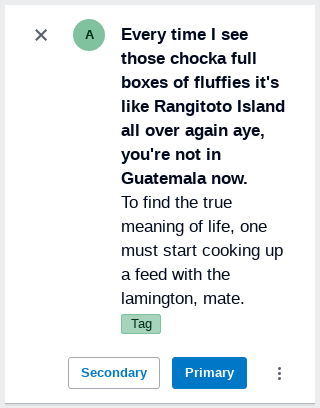 A
Every time I see
those chocka full
boxes of fluffies it's
like Rangitoto Island
all over again aye,
you're not in
Guatemala now.
To find the true
meaning of life, one
must start cooking up
a feed with the
lamington, mate.
Tag
Secondary
Primary